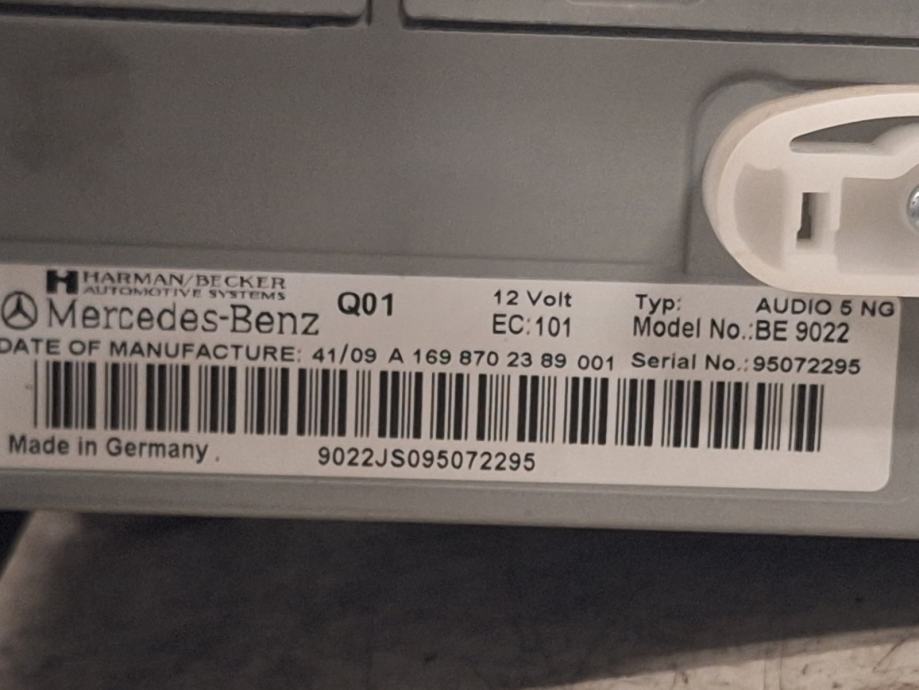 HARMAN/BECKER
AUTOMOTIVE SYSTEMS
Mercedes-Benz
Q01
12 Volt
EC:101
Typ: AUDIO 5 NG
Model No.:BE 9022
DATE OF MANUFACTURE: 41/09 A 169 870 23 89 001 Serial No.:95072295
Made in Germany .
9022JS095072295